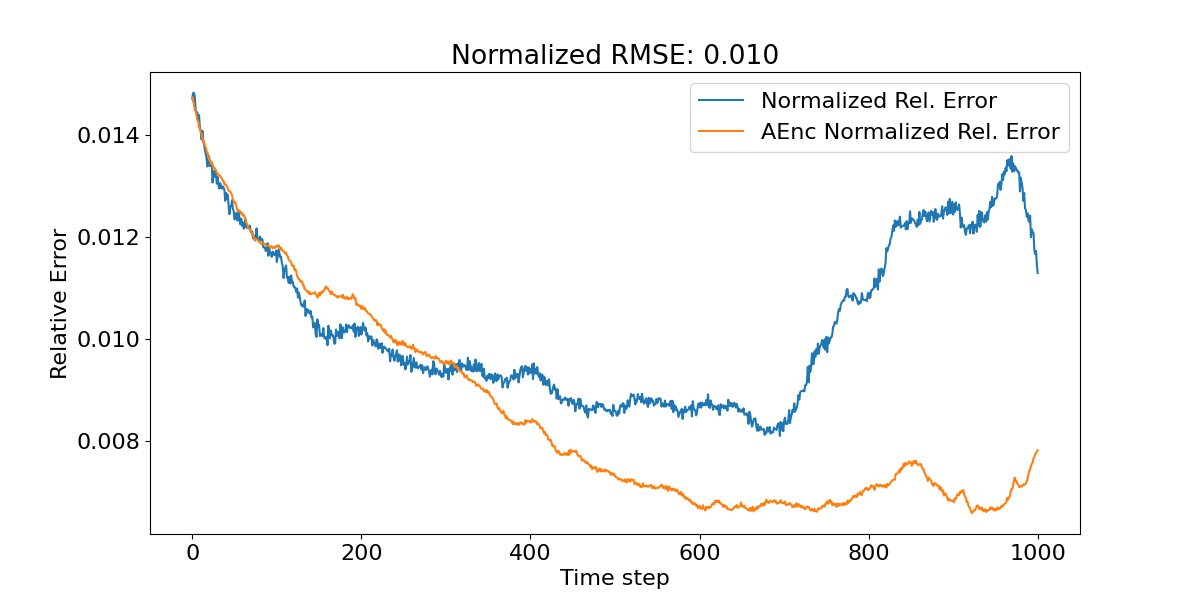 Normalized RMSE: 0.010
Normalized Rel. Error
AEnc Normalized Rel. Error
Relative Error
0.014
0.012
0.010
0.008
0 200 400 600 800 1000
Time step